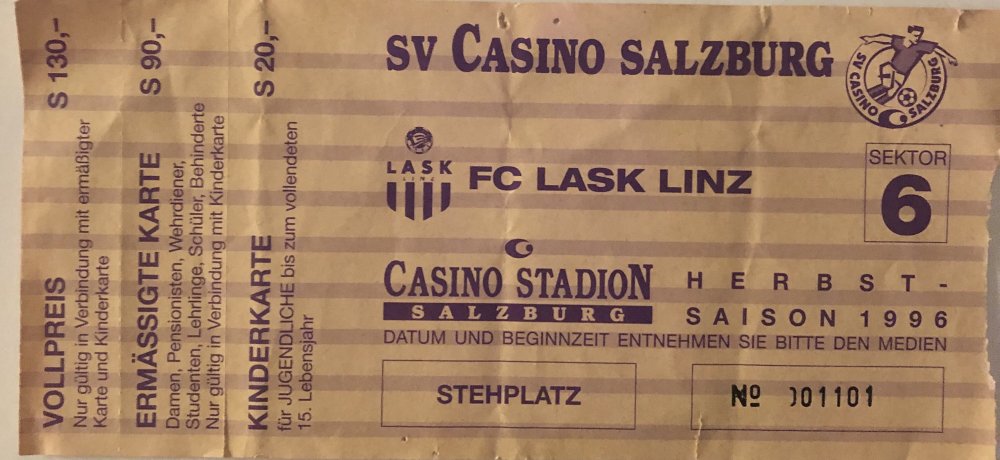 VOLLPREIS S 130,–
Nur gültig in Verbindung mit ermäßigter
Karte und Kinderkarte
ERMÄSSIGTE KARTE S 90,–
Damen, Pensionisten, Wehrdiener,
Studenten, Lehrlinge, Schüler, Behinderte
Nur gültig in Verbindung mit Kinderkarte
KINDERKARTE S 20,–
für JUGENDLICHE bis zum vollendeten
15. Lebensjahr
SV CASINO SALZBURG
SV CASINO SALZBURG
LASK
LINZ
FC LASK LINZ
SEKTOR
6
CASINO STADION
SALZBURG
HERBST-
SAISON 1996
DATUM UND BEGINNZEIT ENTNEHMEN SIE BITTE DEN MEDIEN
STEHPLATZ
Nº 001101